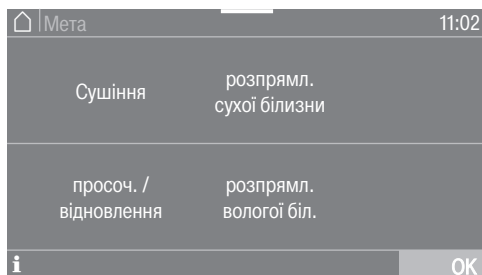 Мета
11:02
Сушіння
розпрямл.
сухої білизни
просоч. /
відновлення
розпрямл.
вологої біл.
i
OK